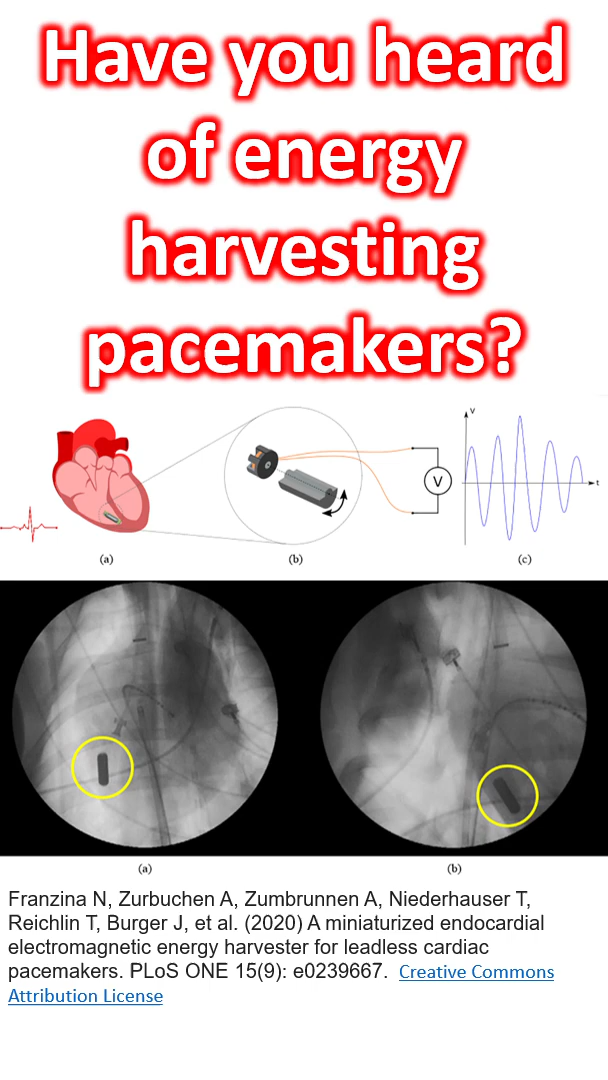 Have you heard
of energy
harvesting
pacemakers?
V
V
t
(a)
(b)
(c)
(a)
(b)
Franzina N, Zurbuchen A, Zumbrunnen A, Niederhauser T,
Reichlin T, Burger J, et al. (2020) A miniaturized endocardial
electromagnetic energy harvester for leadless cardiac
pacemakers. PLoS ONE 15(9): e0239667. Creative Commons
Attribution License